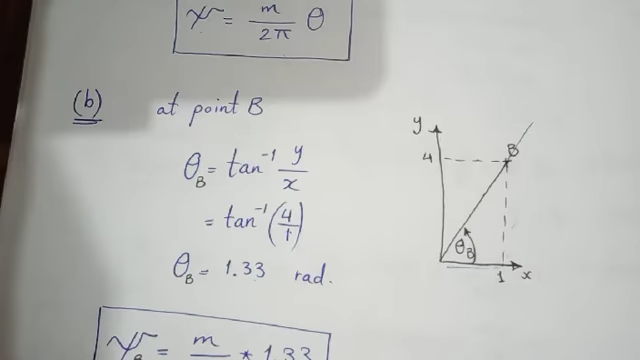 ψ = m/2π θ
(b) at point B
θ_B = tan⁻¹ y/x
= tan⁻¹ (4/1)
θ_B = 1.33 rad.
ψ_B = m * 1.33
y
4
B
θ_B
1
x